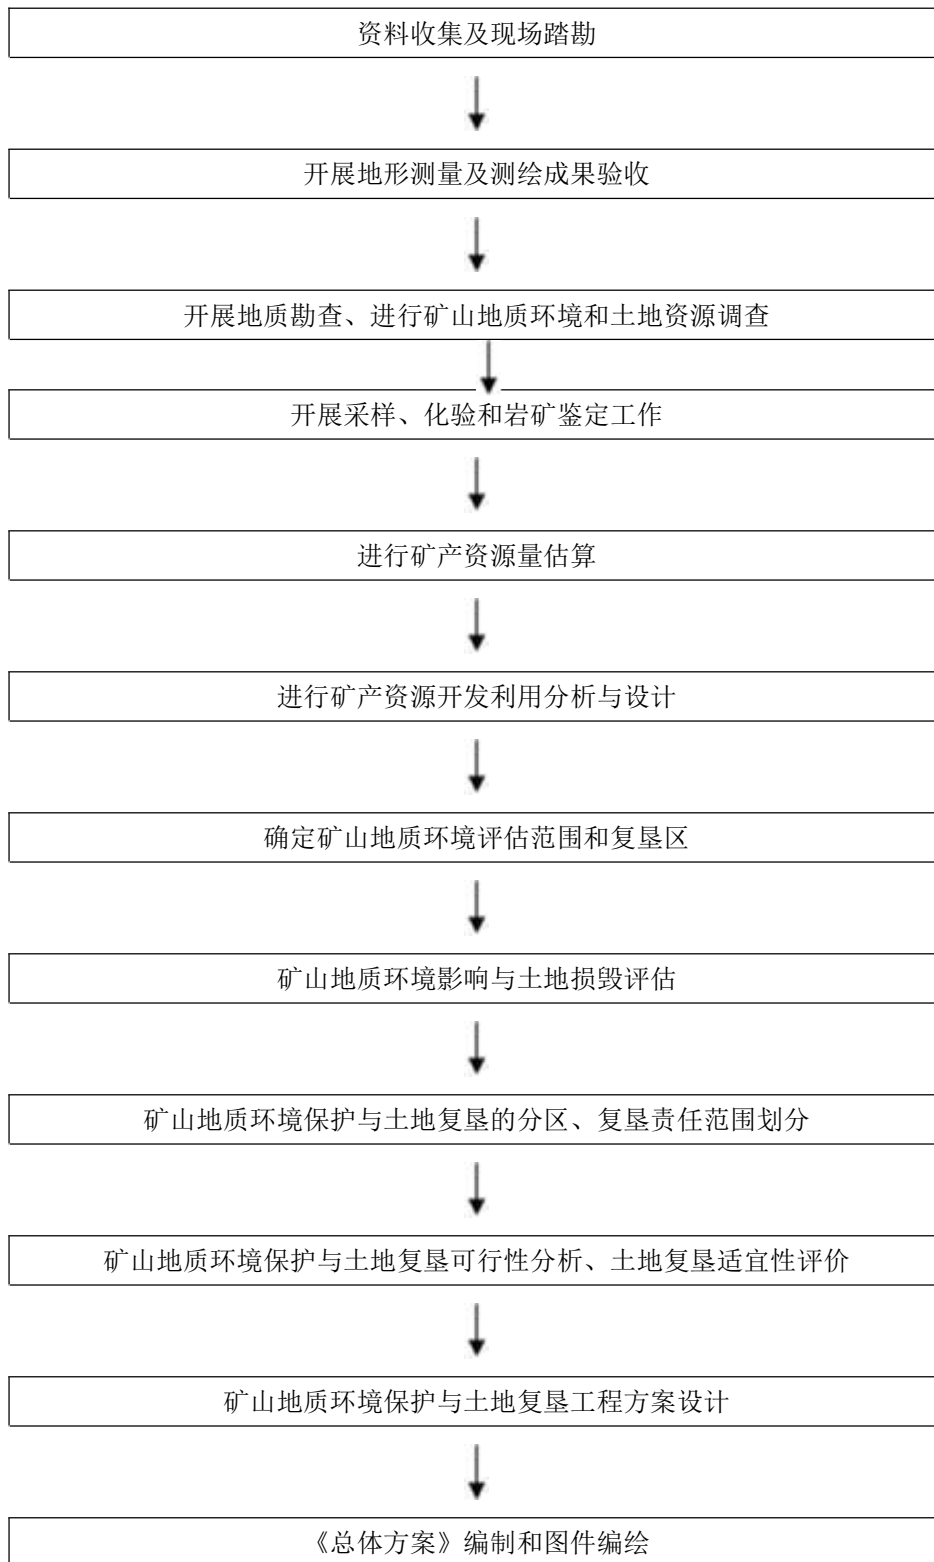 资料收集及现场踏勘
开展地形测量及测绘成果验收
开展地质勘查、进行矿山地质环境和土地资源调查
开展采样、化验和岩矿鉴定工作
进行矿产资源量估算
进行矿产资源开发利用分析与设计
确定矿山地质环境评估范围和复垦区
矿山地质环境影响与土地损毁评估
矿山地质环境保护与土地复垦的分区、复垦责任范围划分
矿山地质环境保护与土地复垦可行性分析、土地复垦适宜性评价
矿山地质环境保护与土地复垦工程方案设计
《总体方案》编制和图件编绘